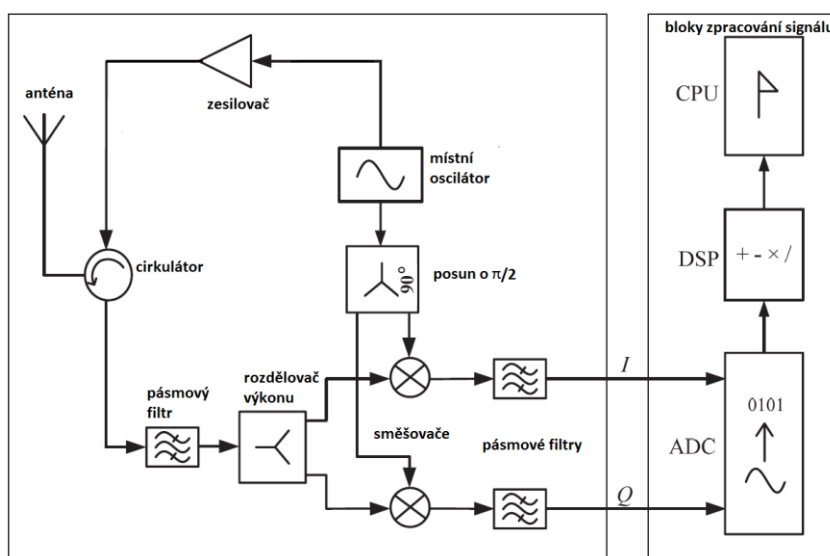 bloky zpracování signálu
CPU
anténa
zesilovač
místní
oscilátor
cirkulátor
90°
posun o π/2
DSP
+ - × /
pásmový
filtr
rozdělovač
výkonu
I
0101
směšovače
pásmové filtry
ADC
Q